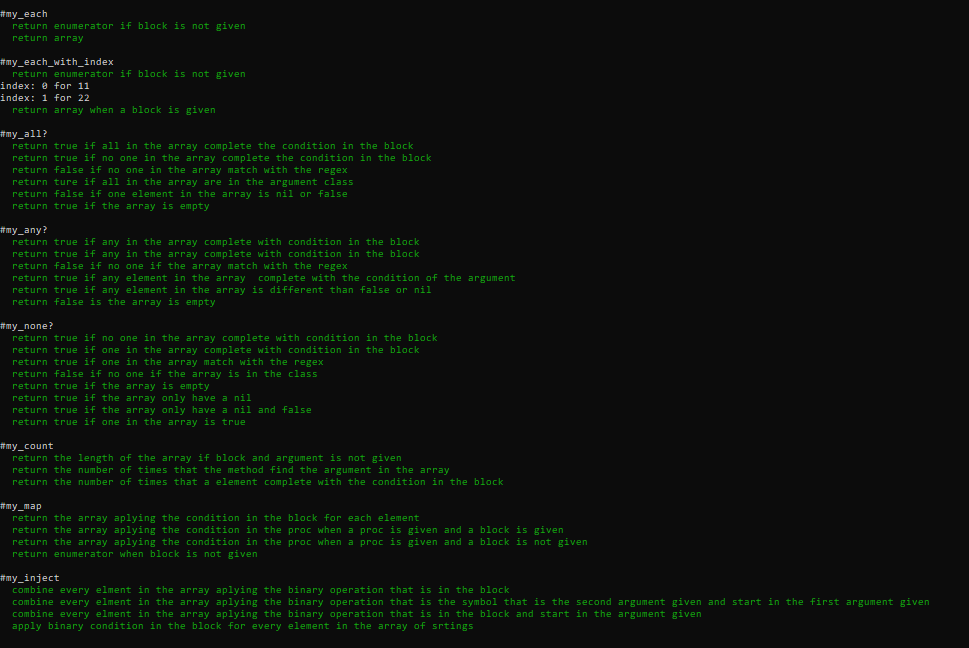 #my_each
return enumerator if block is not given
return array
#my_each_with_index
return enumerator if block is not given
index: 0 for 11
index: 1 for 22
return array when a block is given
#my_all?
return true if all in the array complete the condition in the block
return true if no one in the array complete the condition in the block
return false if no one in the array match with the regex
return ture if all in the array are in the argument class
return false if one element in the array is nil or false
return true if the array is empty
#my_any?
return true if any in the array complete with condition in the block
return true if any in the array complete with condition in the block
return false if no one if the array match with the regex
return true if any element in the array  complete with the condition of the argument
return true if any element in the array is different than false or nil
return false is the array is empty
#my_none?
return true if no one in the array complete with condition in the block
return true if one in the array complete with condition in the block
return true if one in the array match with the regex
return false if no one if the array is in the class
return true if the array is empty
return true if the array only have a nil
return true if the array only have a nil and false
return true if one in the array is true
#my_count
return the length of the array if block and argument is not given
return the number of times that the method find the argument in the array
return the number of times that a element complete with the condition in the block
#my_map
return the array aplying the condition in the block for each element
return the array aplying the condition in the proc when a proc is given and a block is given
return the array aplying the condition in the proc when a proc is given and a block is not given
return enumerator when block is not given
#my_inject
combine every elment in the array aplying the binary operation that is in the block
combine every elment in the array aplying the binary operation that is the symbol that is the second argument given and start in the first argument given
combine every elment in the array aplying the binary operation that is in the block and start in the argument given
apply binary condition in the block for every element in the array of srtings